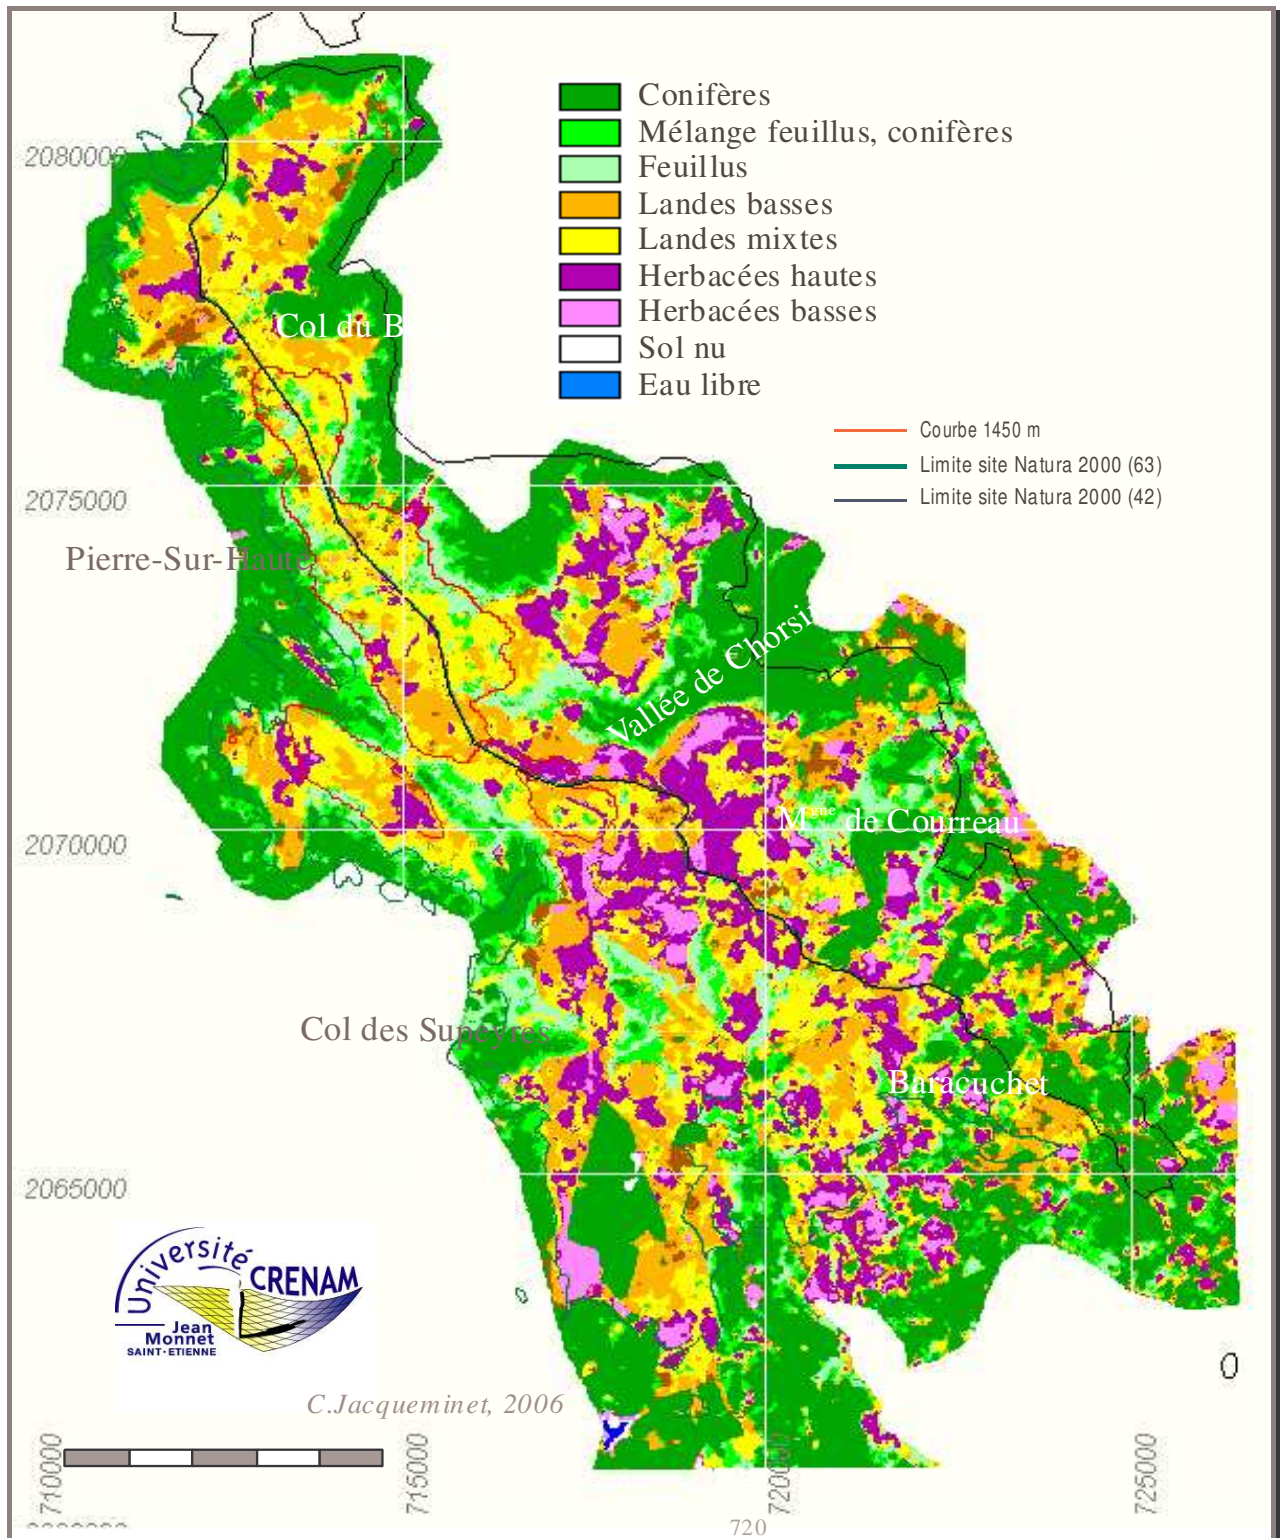 Conifères
Mélange feuillus, conifères
Feuillus
Landes basses
Landes mixtes
Herbacées hautes
Herbacées basses
Sol nu
Eau libre
Courbe 1450 m
Limite site Natura 2000 (63)
Limite site Natura 2000 (42)
2080000
Col du B
2075000
Pierre-Sur-Haute
Vallée de Chorsi
2070000
Mgne de Courreau
Col des Supeyres
Baracuchet
2065000
Université
CRENAM
Jean
Monnet
SAINT-ETIENNE
C.Jacqueminet, 2006
0
710000
715000
720000
725000
720